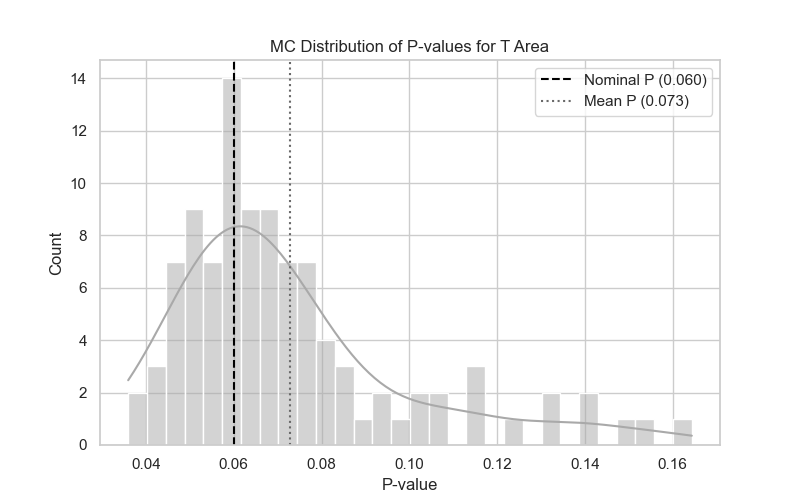 MC Distribution of P-values for T Area
Nominal P (0.060)
Mean P (0.073)
14
12
10
8
6
4
2
0
Count
0.04 0.06 0.08 0.10 0.12 0.14 0.16
P-value